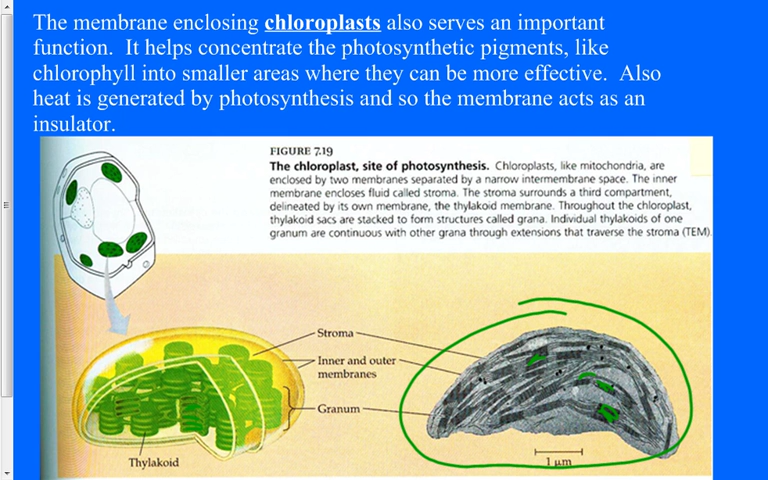 The membrane enclosing chloroplasts also serves an important
function.  It helps concentrate the photosynthetic pigments, like
chlorophyll into smaller areas where they can be more effective.  Also
heat is generated by photosynthesis and so the membrane acts as an
insulator.
FIGURE 7.19
The chloroplast, site of photosynthesis. Chloroplasts, like mitochondria, are
enclosed by two membranes separated by a narrow intermembrane space. The inner
membrane encloses fluid called stroma. The stroma surrounds a third compartment,
delineated by its own membrane, the thylakoid membrane. Throughout the chloroplast,
thylakoid sacs are stacked to form structures called grana. Individual thylakoids of one
granum are continuous with other grana through extensions that traverse the stroma (TEM).
Stroma
Inner and outer
membranes
Granum
Thylakoid
1 μm